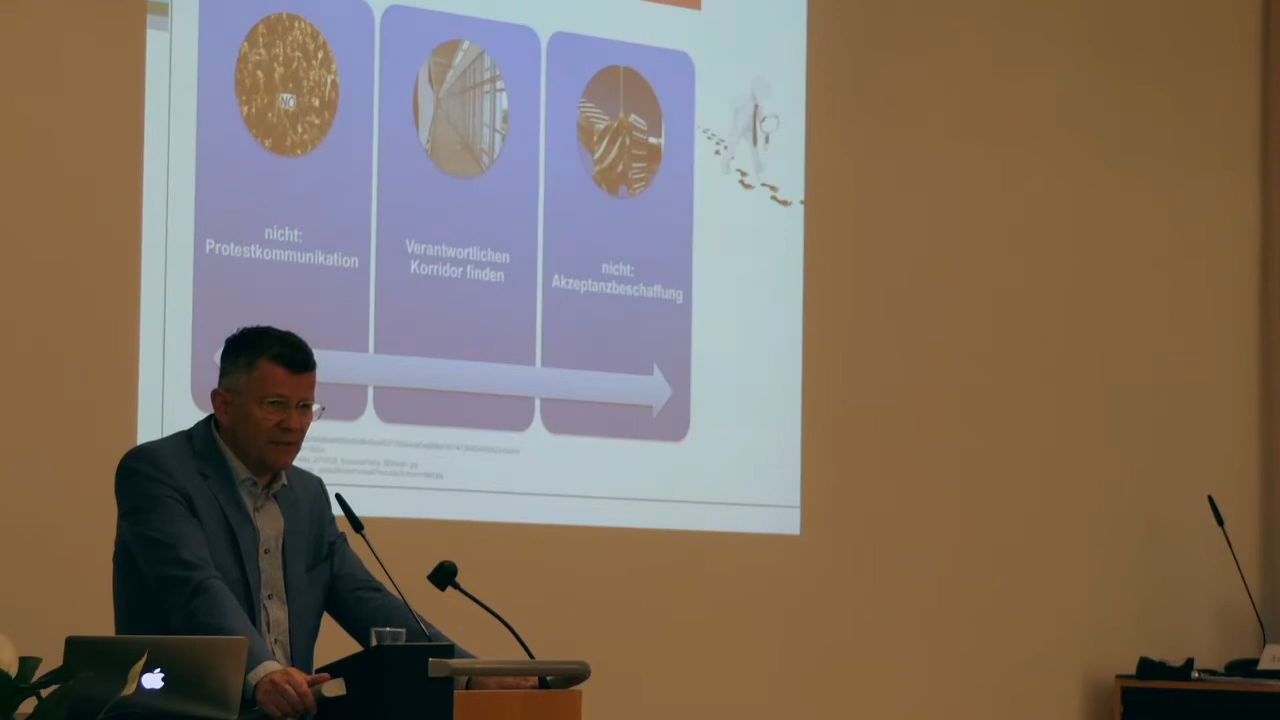 NO
nicht:
Protestkommunikation
Verantwortlichen
Korridor finden
nicht:
Akzeptanzbeschaffung